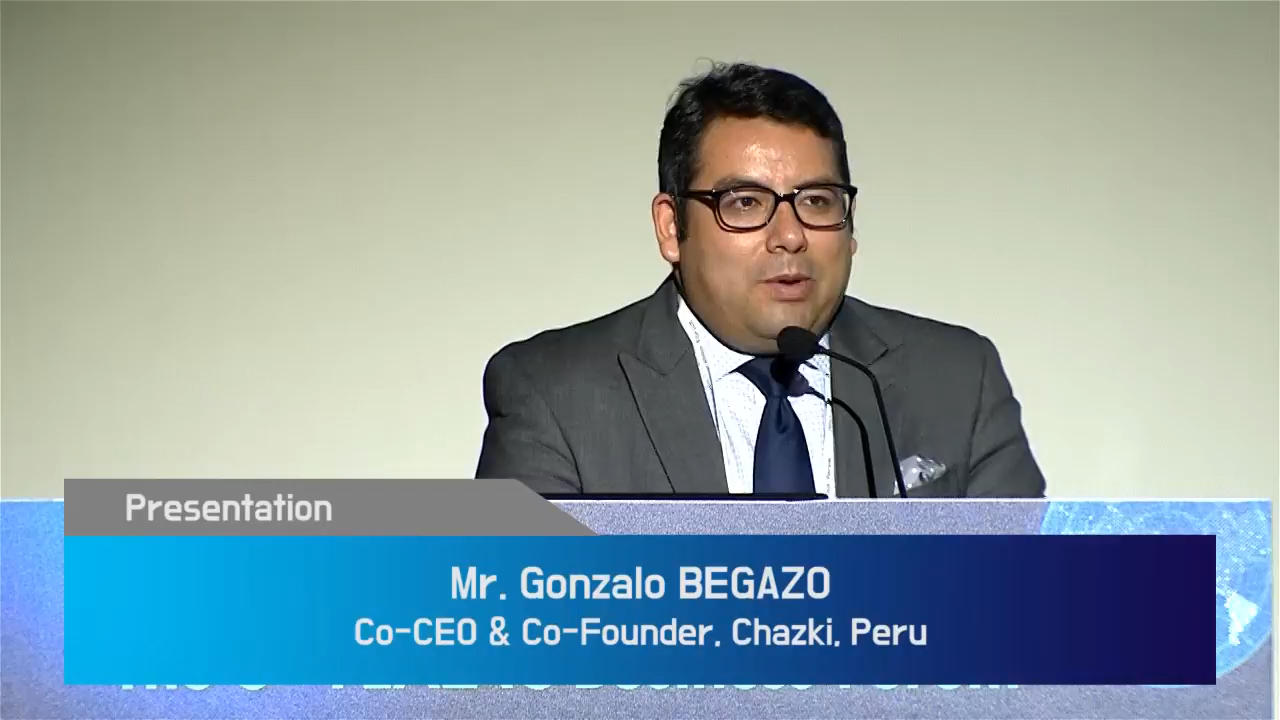 Presentation
Mr. Gonzalo BEGAZO
Co-CEO & Co-Founder, Chazki, Peru